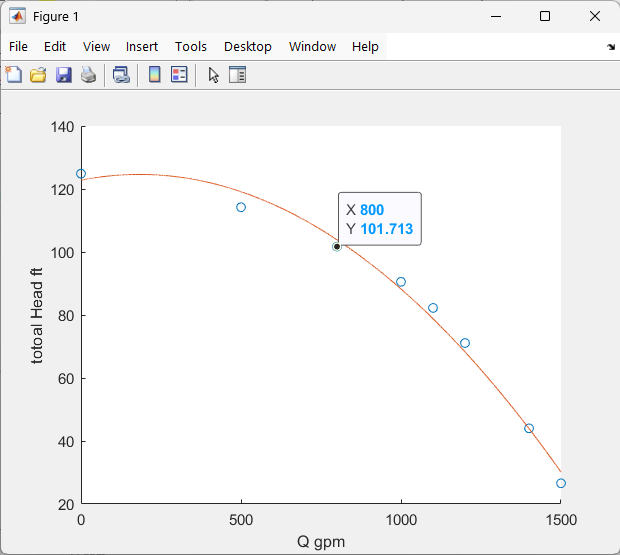 Figure 1
File Edit View Insert Tools Desktop Window Help
140
120
100
80
60
40
20
totoal Head ft
X 800
Y 101.713
0 500 1000 1500
Q gpm